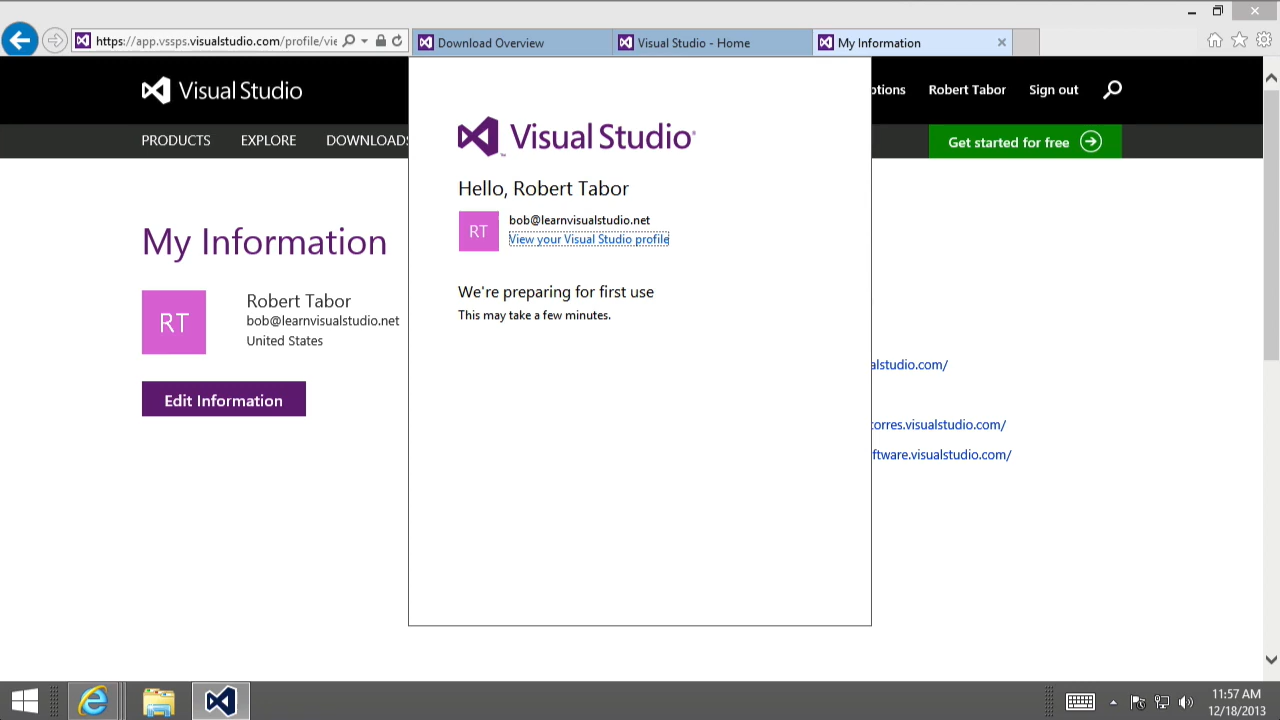 https://app.vssps.visualstudio.com/profile/vie
Download Overview
Visual Studio - Home
My Information
Visual Studio
Robert Tabor
Sign out
PRODUCTS
EXPLORE
DOWNLOADS
Get started for free
Visual Studio
Hello, Robert Tabor
RT
bob@learnvisualstudio.net
View your Visual Studio profile
We're preparing for first use
This may take a few minutes.
My Information
RT
Robert Tabor
bob@learnvisualstudio.net
United States
Edit Information
alstudio.com/
torres.visualstudio.com/
ftware.visualstudio.com/
11:57 AM
12/18/2013